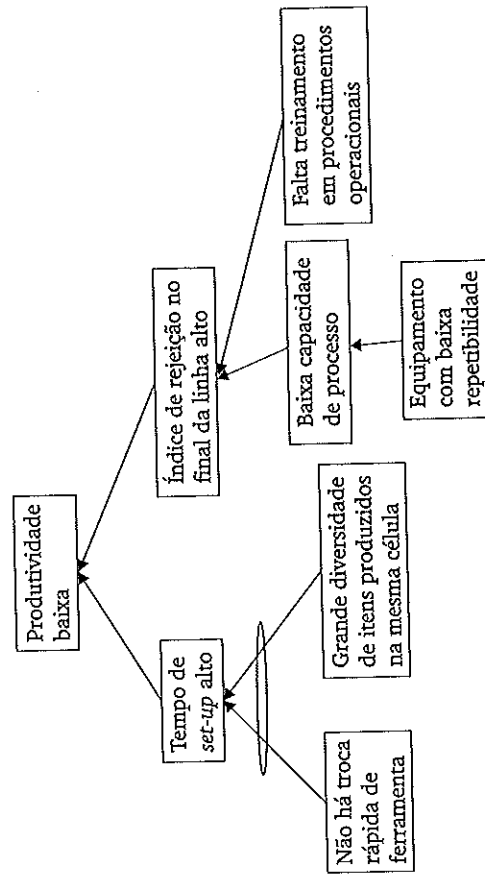 Produtividade
baixa
Tempo de
set-up alto
Índice de rejeição no
final da linha alto
Não há troca
rápida de
ferramenta
Grande diversidade
de itens produzidos
na mesma célula
Baixa capacidade
de processo
Falta treinamento
em procedimentos
operacionais
Equipamento
com baixa
repetibilidade